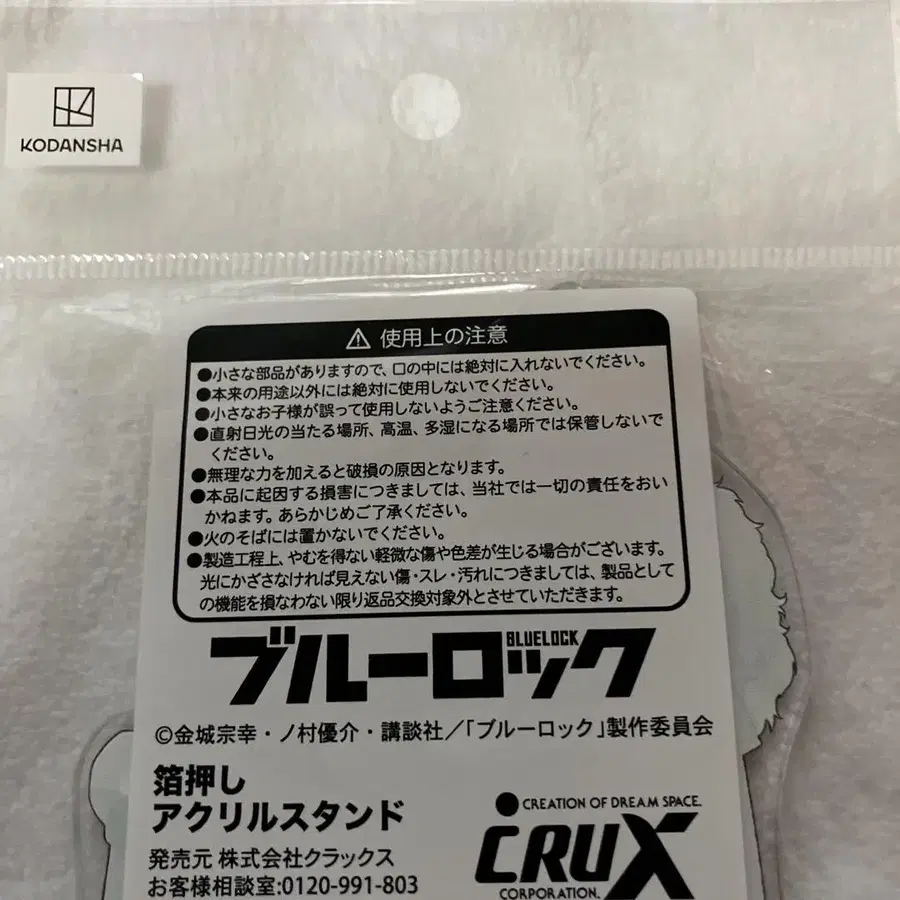 KODANSHA
⚠ 使用上の注意
●小さな部品がありますので、口の中には絶対に入れないでください。
●本来の用途以外には絶対に使用しないでください。
●小さなお子様が誤って使用しないようご注意ください。
●直射日光の当たる場所、高温、多湿になる場所では保管しないで
ください。
●無理な力を加えると破損の原因となります。
●本品に起因する損害につきましては、当社では一切の責任をおい
かねます。あらかじめご了承ください。
●火のそばには置かないでください。
●製造工程上、やむを得ない軽微な傷や色差が生じる場合がございます。
光にかざさなければ見えない傷・スレ・汚れにつきましては、製品として
の機能を損なわない限り返品交換対象外とさせていただきます。
BLUELOCK
ブルーロック
©金城宗幸・ノ村優介・講談社／「ブルーロック」製作委員会
箔押し
アクリルスタンド
発売元 株式会社クラックス
お客様相談室:0120-991-803
CREATION OF DREAM SPACE.
CRUX
CORPORATION.